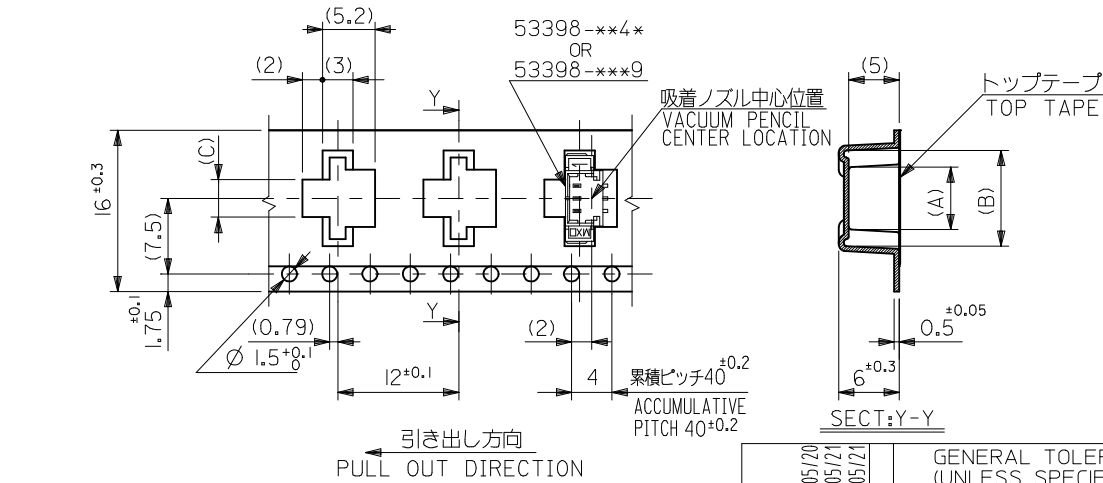 (5.2)
53398-**4*
OR
53398-***9
(2)
(3)
Y
吸着ノズル中心位置
VACUUM PENCIL
CENTER LOCATION
(5)
トップテープ
TOP TAPE
16 ±0.3
(C)
(7.5)
1.75 ±0.1
(A)
(B)
(0.79)
Ø 1.5 +0.1 0
Y
(2)
12±0.1
4
累積ピッチ40±0.2
ACCUMULATIVE
PITCH 40±0.2
0.5 ±0.05
6±0.3
SECT:Y-Y
引き出し方向
PULL OUT DIRECTION
05/20
05/21
05/21
GENERAL TOLER
(UNLESS SPECIF